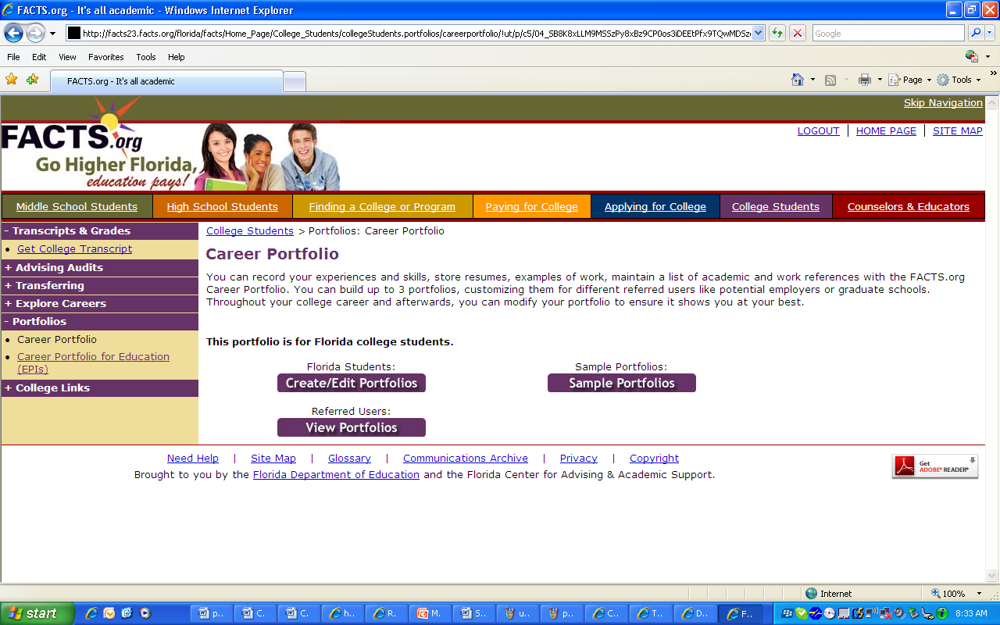 FACTS.org - It's all academic - Windows Internet Explorer
http://facts23.facts.org/florida/facts/Home_Page/College_Students/collegeStudents.portfolios/careerportfolio/!ut/p/c5/04_SB8K8xLLM9MSSzPy8xBz9CP0os3iDEEtPfx9TQwMDSz
Google
File Edit View Favorites Tools Help
FACTS.org - It's all academic
Page Tools »
Skip Navigation
FACTS.org
Go Higher Florida,
education pays!
LOGOUT | HOME PAGE | SITE MAP
Middle School Students High School Students Finding a College or Program Paying for College Applying for College College Students Counselors & Educators
- Transcripts & Grades
• Get College Transcript
+ Advising Audits
+ Transferring
+ Explore Careers
- Portfolios
• Career Portfolio
• Career Portfolio for Education
(EPIs)
+ College Links
College Students > Portfolios: Career Portfolio
Career Portfolio
You can record your experiences and skills, store resumes, examples of work, maintain a list of academic and work references with the FACTS.org
Career Portfolio. You can build up to 3 portfolios, customizing them for different referred users like potential employers or graduate schools.
Throughout your college career and afterwards, you can modify your portfolio to ensure it shows you at your best.
This portfolio is for Florida college students.
Florida Students:
Create/Edit Portfolios
Sample Portfolios:
Sample Portfolios
Referred Users:
View Portfolios
Need Help | Site Map | Glossary | Communications Archive | Privacy | Copyright
Brought to you by the Florida Department of Education and the Florida Center for Advising & Academic Support.
Get
ADOBE® READER®
Internet
100%
start
p... C... C... h... R... M... S... u... p... C... T... D... F...
8:33 AM